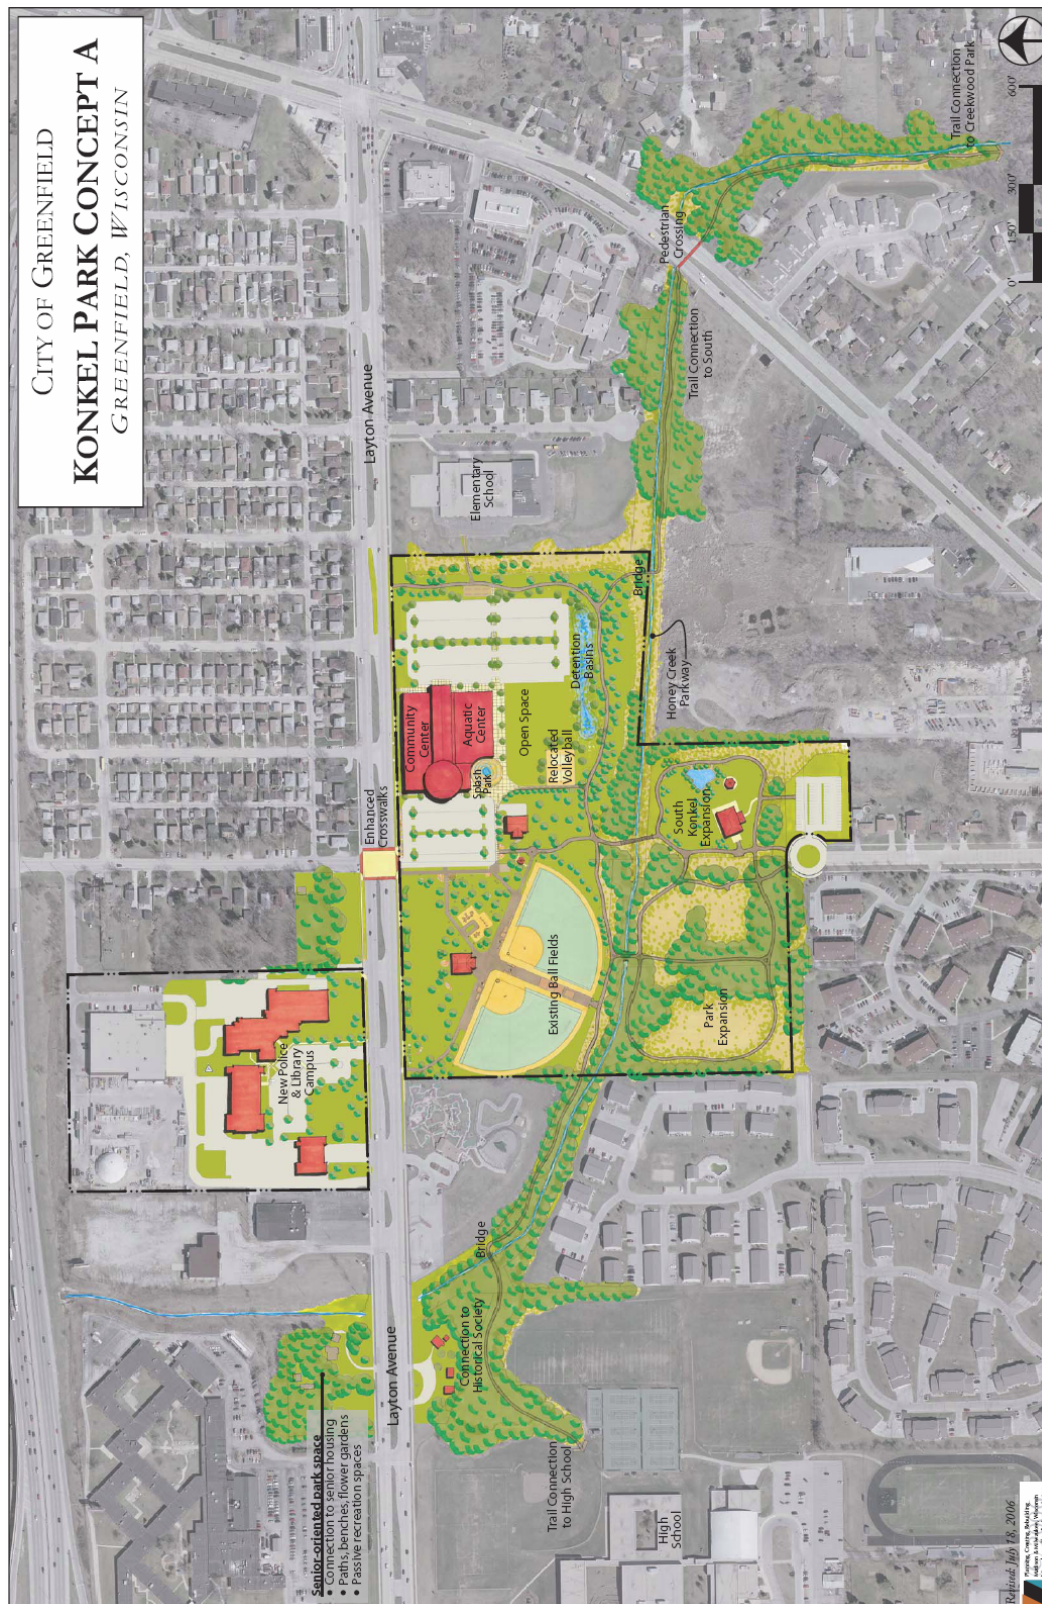 CITY OF GREENFIELD
KONKEL PARK CONCEPT A
GREENFIELD, WISCONSIN
Layton Avenue
Elementary
School
Pedestrian
Crossing
Trail Connection
to Creekwood Park
Trail Connection
to South
0'
150'
300'
600'
Enhanced
Crosswalks
Community
Center
Aquatic
Center
Splash
Park
Open Space
Relocated
Volleyball
Detention
Basins
Bridge
Honey Creek
Parkway
South
Konkel
Expansion
Existing Ball Fields
Park
Expansion
New Police
& Library
Campus
Bridge
Layton Avenue
Connection to
Historical Society
Senior-oriented park space
• Connection to senior housing
• Paths, benches, flower gardens
• Passive recreation spaces
Trail Connection
to High School
High
School
Revised: July 18, 2006